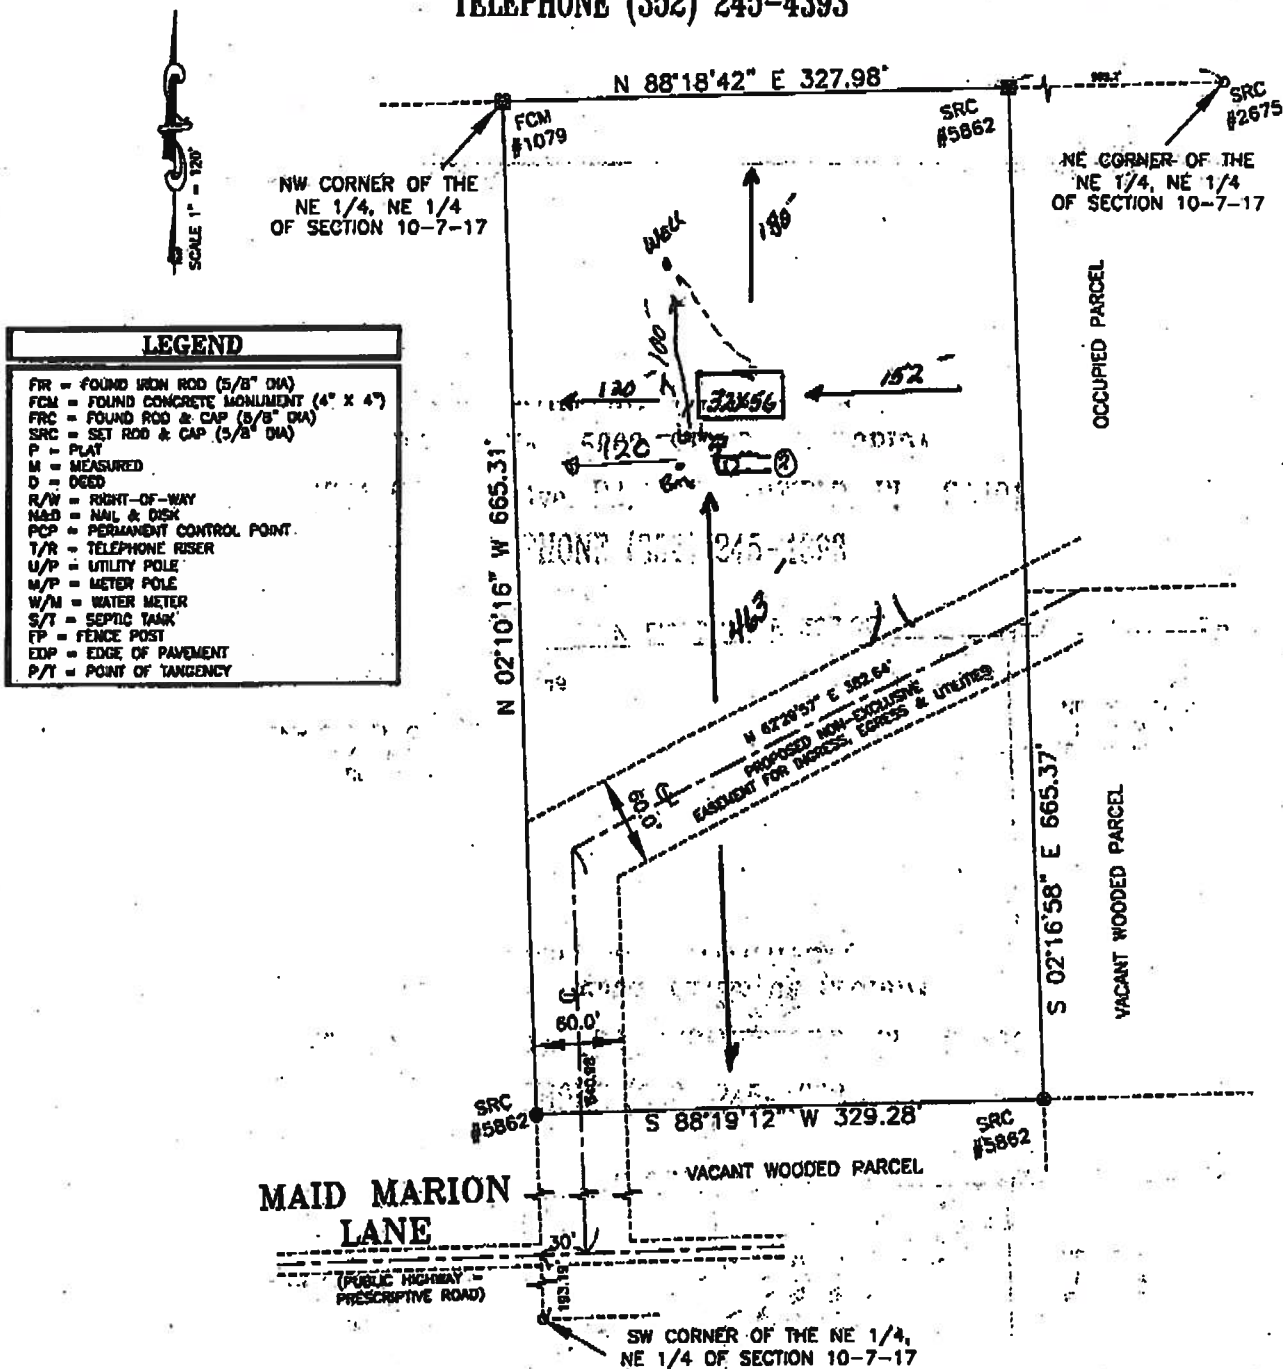 TELEPHONE (352) 245-4393
N 88°18'42" E 327.98'
SCALE 1" = 120'
FCM
#1079
SRC
#5862
SRC
#2675
NW CORNER OF THE
NE 1/4, NE 1/4
OF SECTION 10-7-17
NE CORNER OF THE
NE 1/4, NE 1/4
OF SECTION 10-7-17
Well
180'
100'
LEGEND
FIR = FOUND IRON ROD (5/8" DIA)
FCM = FOUND CONCRETE MONUMENT (4" X 4")
FRC = FOUND ROD & CAP (5/8" DIA)
SRC = SET ROD & CAP (5/8" DIA)
P = PLAT
M = MEASURED
D = DEED
R/W = RIGHT-OF-WAY
N&D = NAIL & DISK
PCP = PERMANENT CONTROL POINT
T/R = TELEPHONE RISER
U/P = UTILITY POLE
M/P = METER POLE
W/M = WATER METER
S/T = SEPTIC TANK
FP = FENCE POST
EOP = EDGE OF PAVEMENT
P/T = POINT OF TANGENCY
OCCUPIED PARCEL
120
32X56
152
120
N 02°10'16" W 665.31'
463'
N 62°29'57" E 382.64'
PROPOSED NON-EXCLUSIVE
EASEMENT FOR INGRESS, EGRESS & UTILITIES
60.0'
S 02°16'58" E 665.37'
VACANT WOODED PARCEL
60.0'
SRC
#5862
S 88°19'12" W 329.28'
SRC
#5862
VACANT WOODED PARCEL
MAID MARION
LANE
30'
(PUBLIC HIGHWAY -
PRESCRIPTIVE ROAD)
193.19'
SW CORNER OF THE NE 1/4,
NE 1/4 OF SECTION 10-7-17